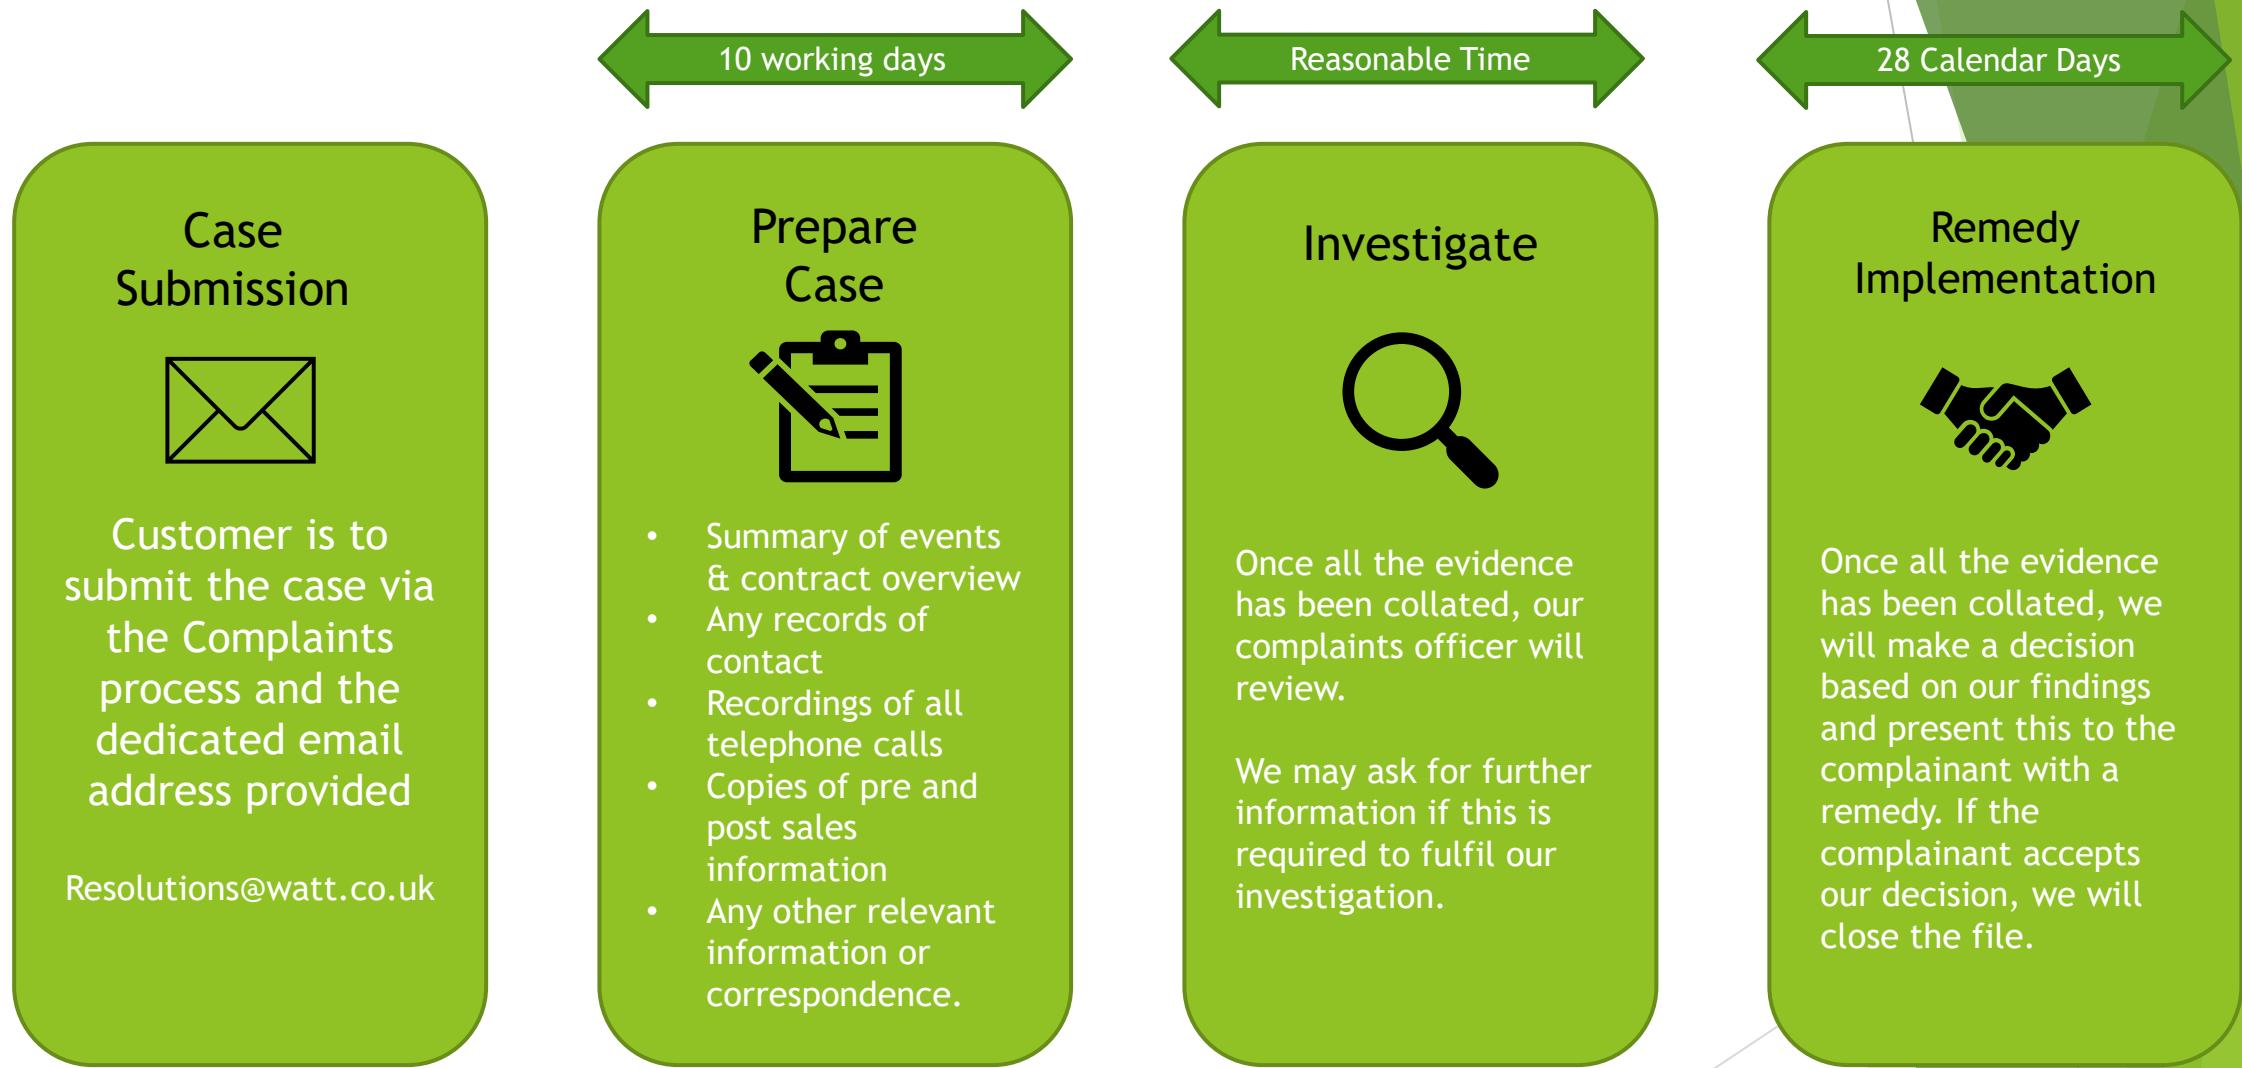 10 working days
Reasonable Time
28 Calendar Days
Case
Submission
Customer is to
submit the case via
the Complaints
process and the
dedicated email
address provided
Resolutions@watt.co.uk
Prepare
Case
• Summary of events
& contract overview
• Any records of
contact
• Recordings of all
telephone calls
• Copies of pre and
post sales
information
• Any other relevant
information or
correspondence.
Investigate
Once all the evidence
has been collated, our
complaints officer will
review.
We may ask for further
information if this is
required to fulfil our
investigation.
Remedy
Implementation
Once all the evidence
has been collated, we
will make a decision
based on our findings
and present this to the
complainant with a
remedy. If the
complainant accepts
our decision, we will
close the file.